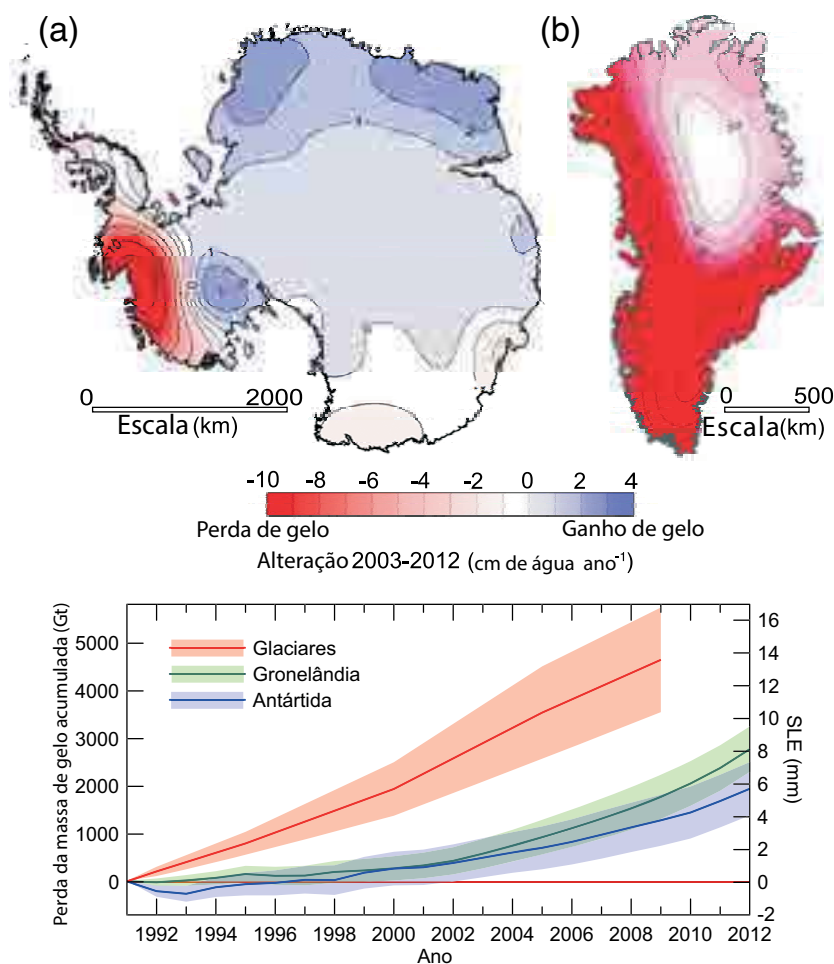 (a)
(b)
0 2000
Escala (km)
0 500
Escala(km)
-10 -8 -6 -4 -2 0 2 4
Perda de gelo Ganho de gelo
Alteração 2003-2012 (cm de água ano⁻¹)
Perda da massa de gelo acumulada (Gt)
5000
4000
3000
2000
1000
0
Glaciares
Gronelândia
Antártida
16
14
12
10
8
6
4
2
0
-2
SLE (mm)
1992 1994 1996 1998 2000 2002 2004 2006 2008 2010 2012
Ano